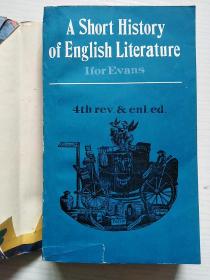 A Short History
of English Literature
Ifor Evans
4th rev. & enl. ed.